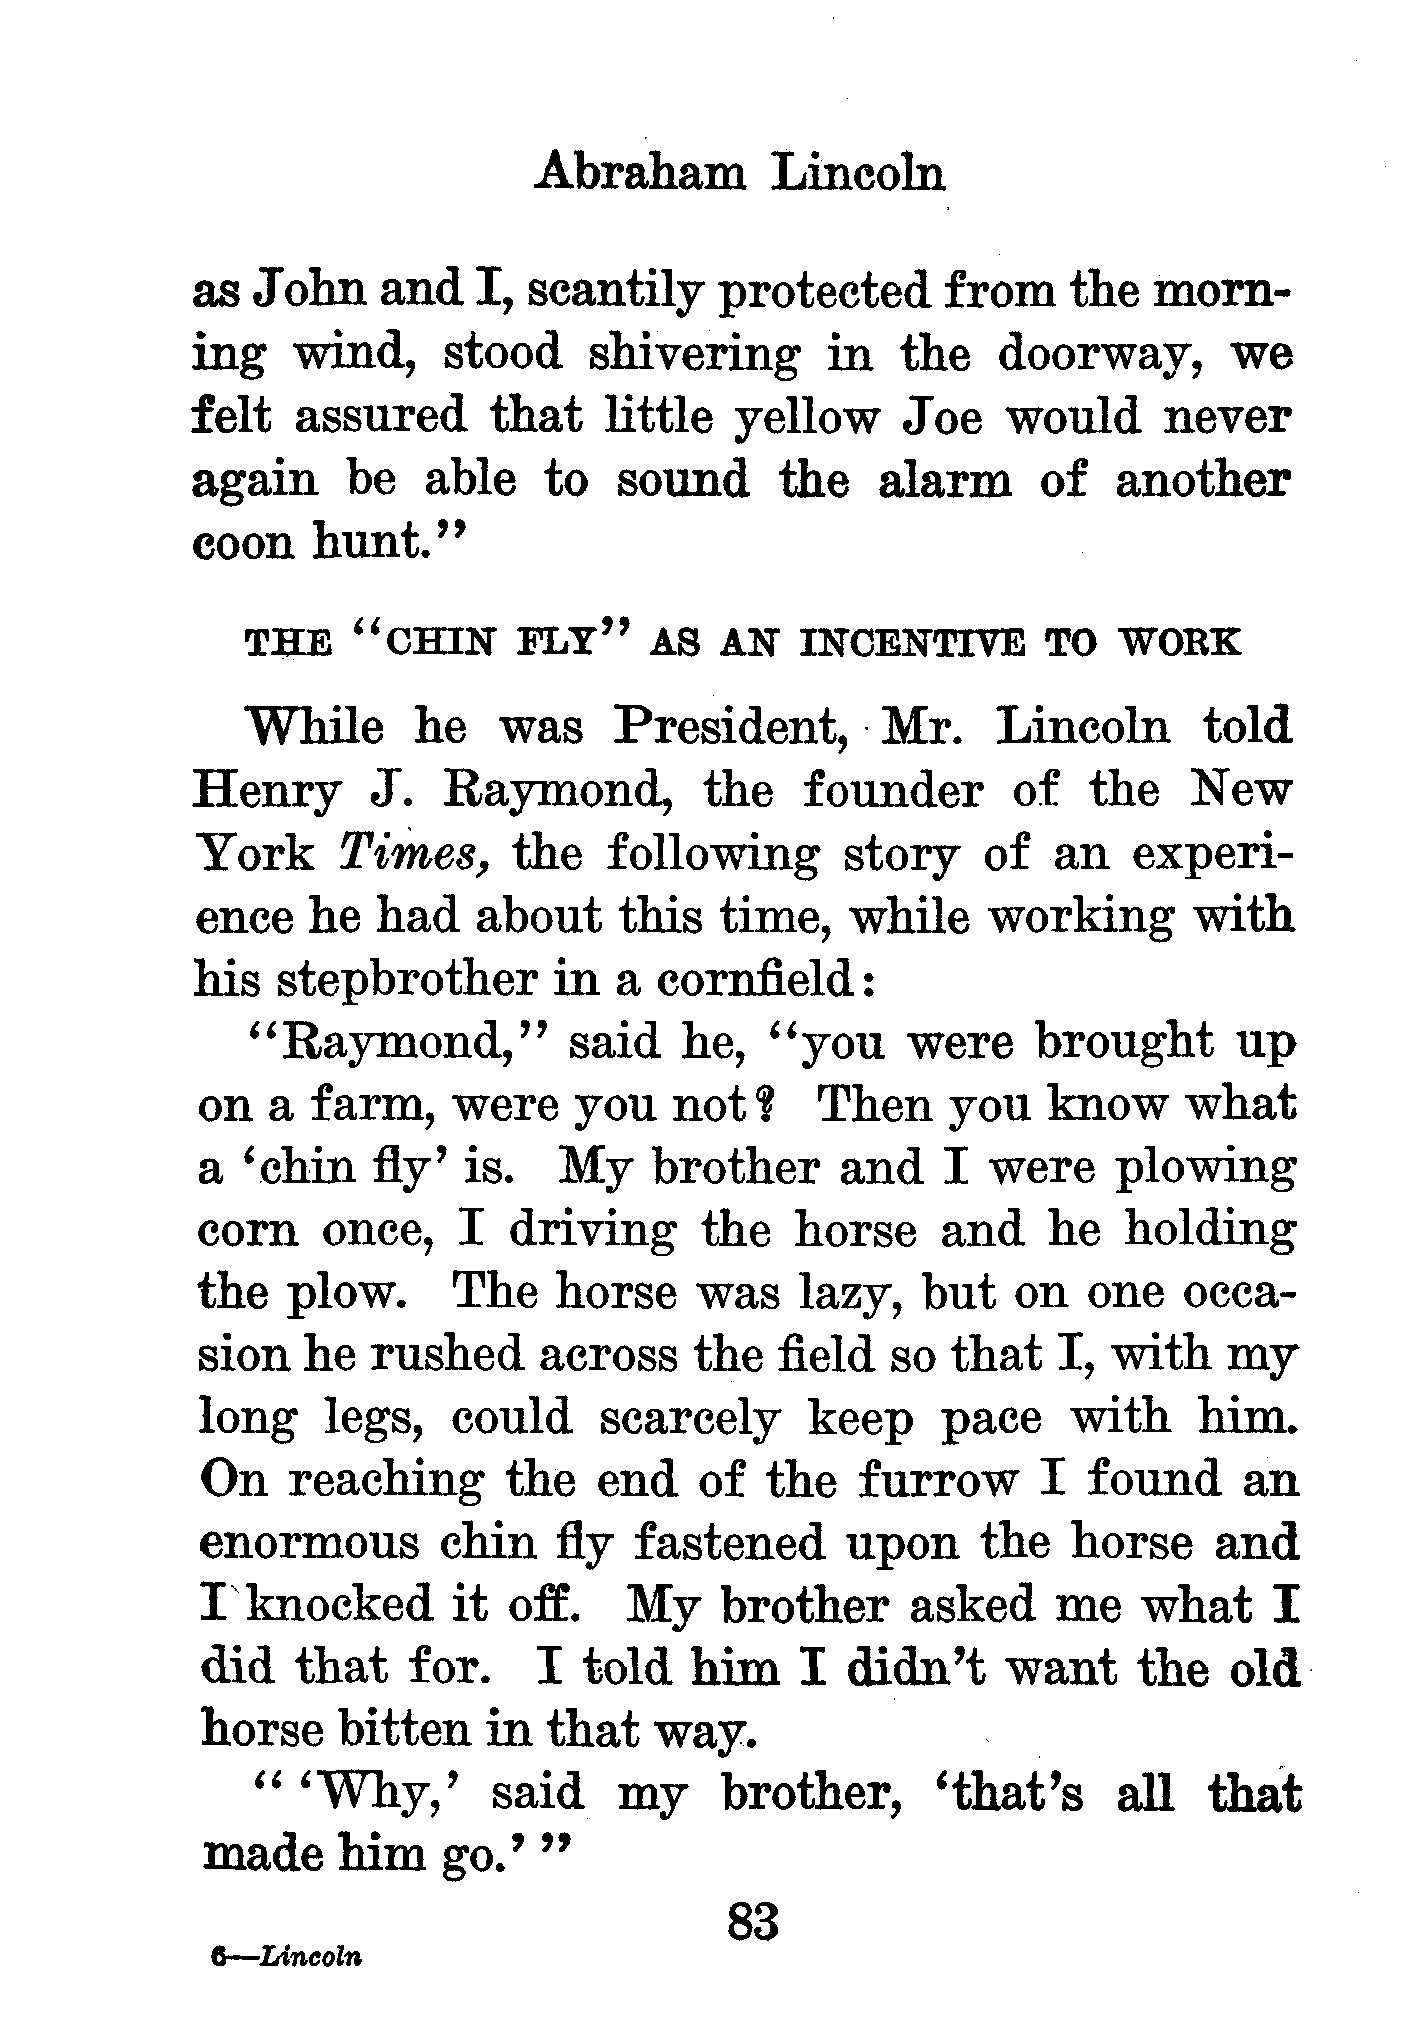 Abraham Lincoln
as John and I, scantily protected from the morn-
ing wind, stood shivering in the doorway, we
felt assured that little yellow Joe would never
again be able to sound the alarm of another
coon hunt.”
THE “CHIN FLY” AS AN INCENTIVE TO WORK
While he was President, Mr. Lincoln told
Henry J. Raymond, the founder of the New
York Times, the following story of an experi-
ence he had about this time, while working with
his stepbrother in a cornfield:
“Raymond,” said he, “you were brought up
on a farm, were you not? Then you know what
a ‘chin fly’ is. My brother and I were plowing
corn once, I driving the horse and he holding
the plow. The horse was lazy, but on one occa-
sion he rushed across the field so that I, with my
long legs, could scarcely keep pace with him.
On reaching the end of the furrow I found an
enormous chin fly fastened upon the horse and
I knocked it off. My brother asked me what I
did that for. I told him I didn’t want the old
horse bitten in that way.
“ ‘Why,’ said my brother, ‘that’s all that
made him go.’ ”
83
6—Lincoln